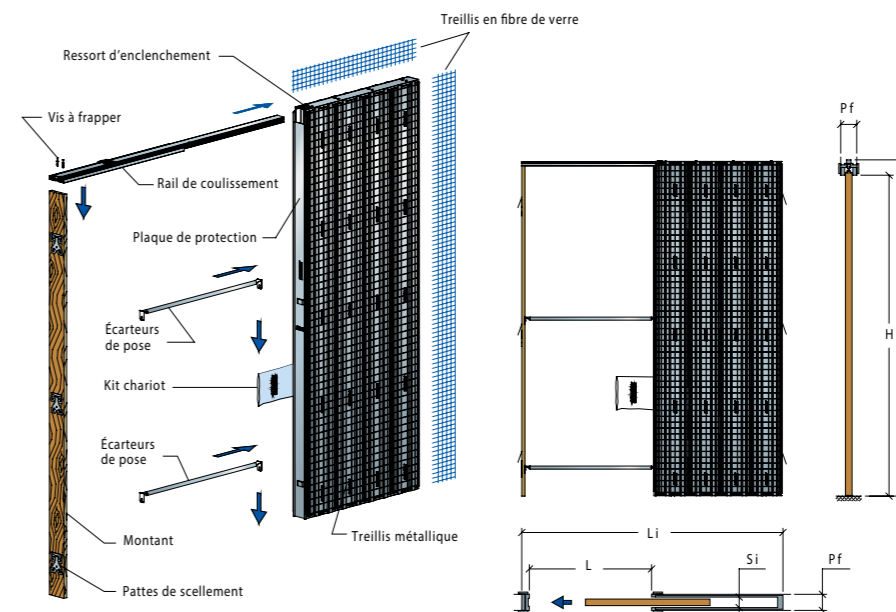 Treillis en fibre de verre
Ressort d'enclenchement
Vis à frapper
Rail de coulissement
Plaque de protection
Écarteurs
de pose
Kit chariot
Écarteurs
de pose
Montant
Treillis métallique
Pattes de scellement
Pf
H
Li
L
Si
Pf